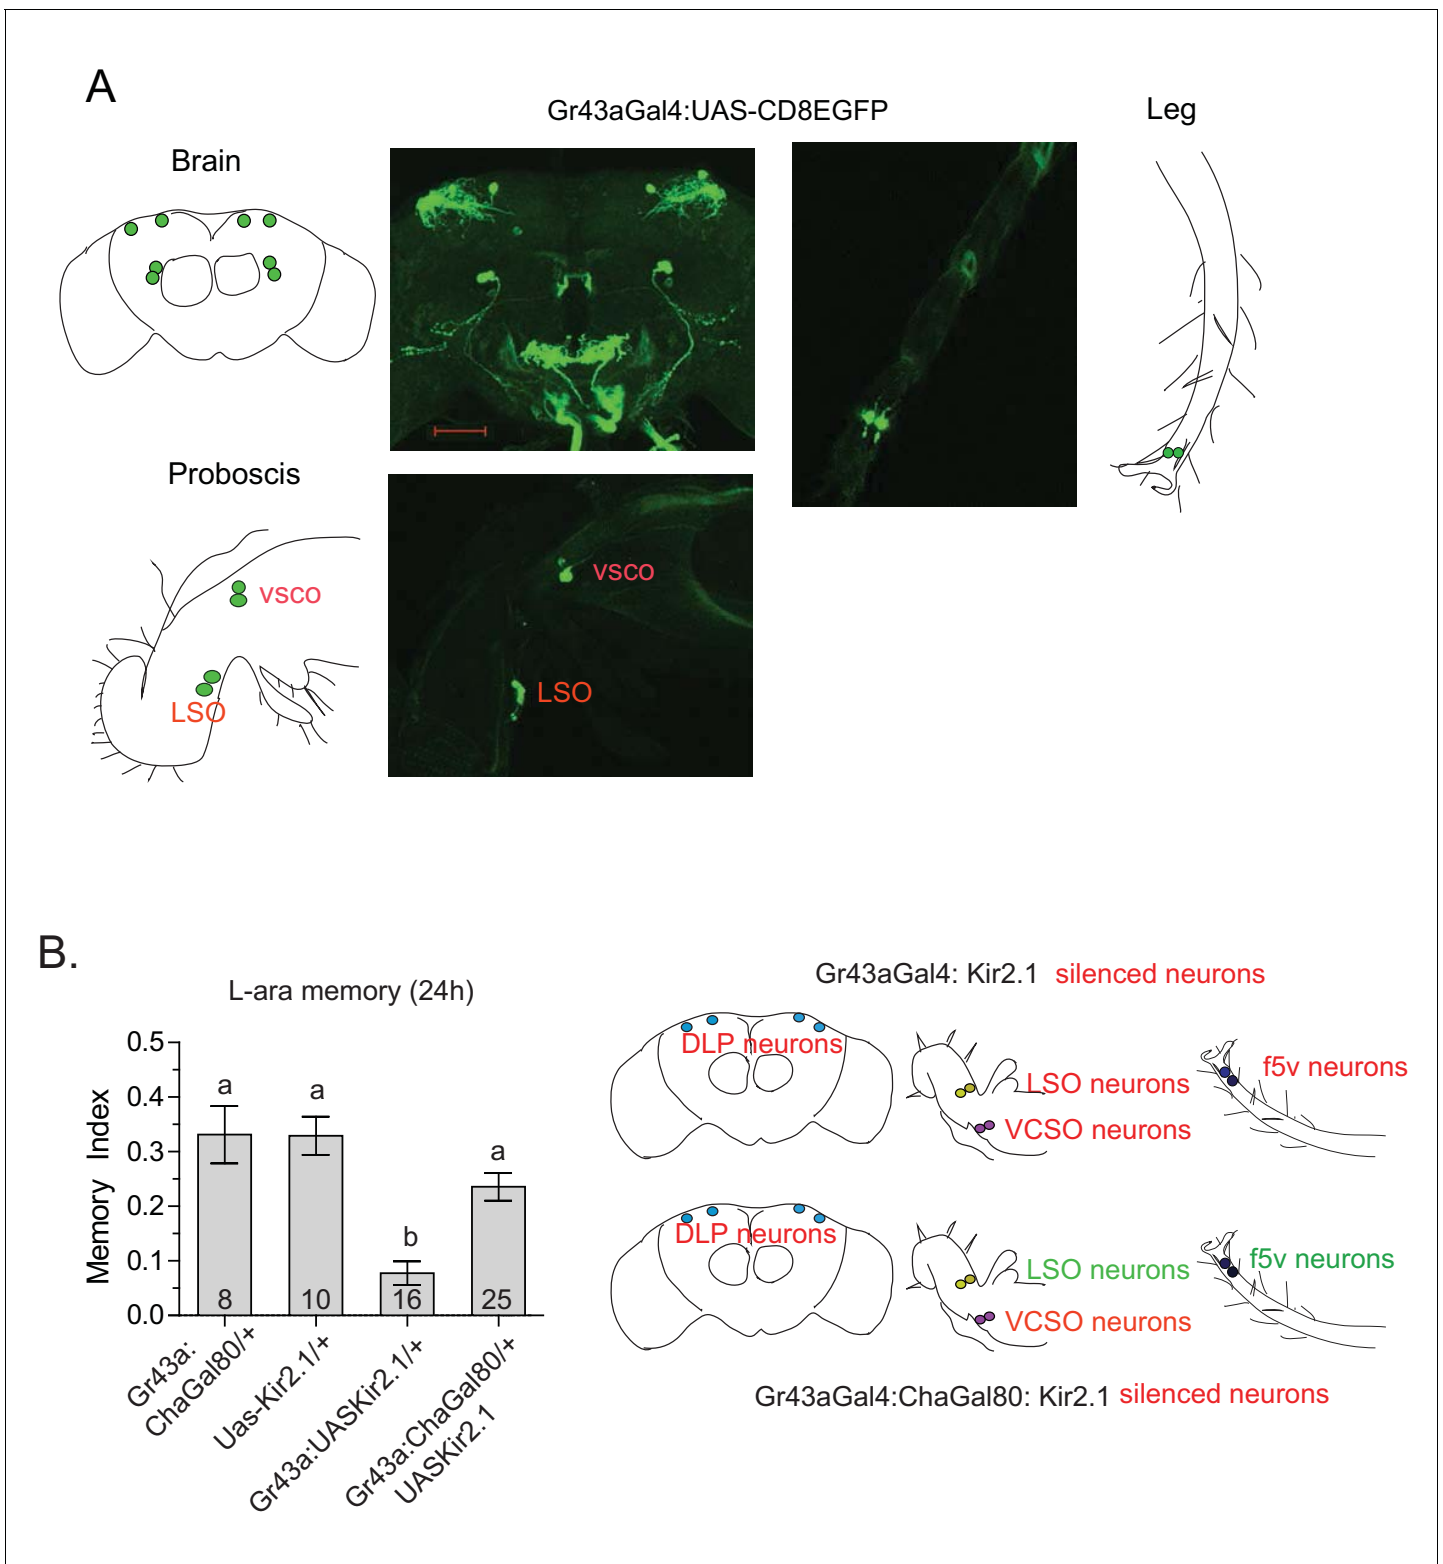 A
Gr43aGal4:UAS-CD8EGFP
Leg
Brain
Proboscis
vsco
LSO
vsco
LSO
B.
L-ara memory (24h)
Memory Index
0.5
0.4
0.3
0.2
0.1
0.0
a
a
b
a
8
10
16
25
Gr43a:
ChaGal80/+
Uas-Kir2.1/+
Gr43a:UASKir2.1/+
Gr43a:ChaGal80/+
UASKir2.1
Gr43aGal4: Kir2.1 silenced neurons
DLP neurons
LSO neurons
VCSO neurons
f5v neurons
DLP neurons
LSO neurons
VCSO neurons
f5v neurons
Gr43aGal4:ChaGal80: Kir2.1 silenced neurons